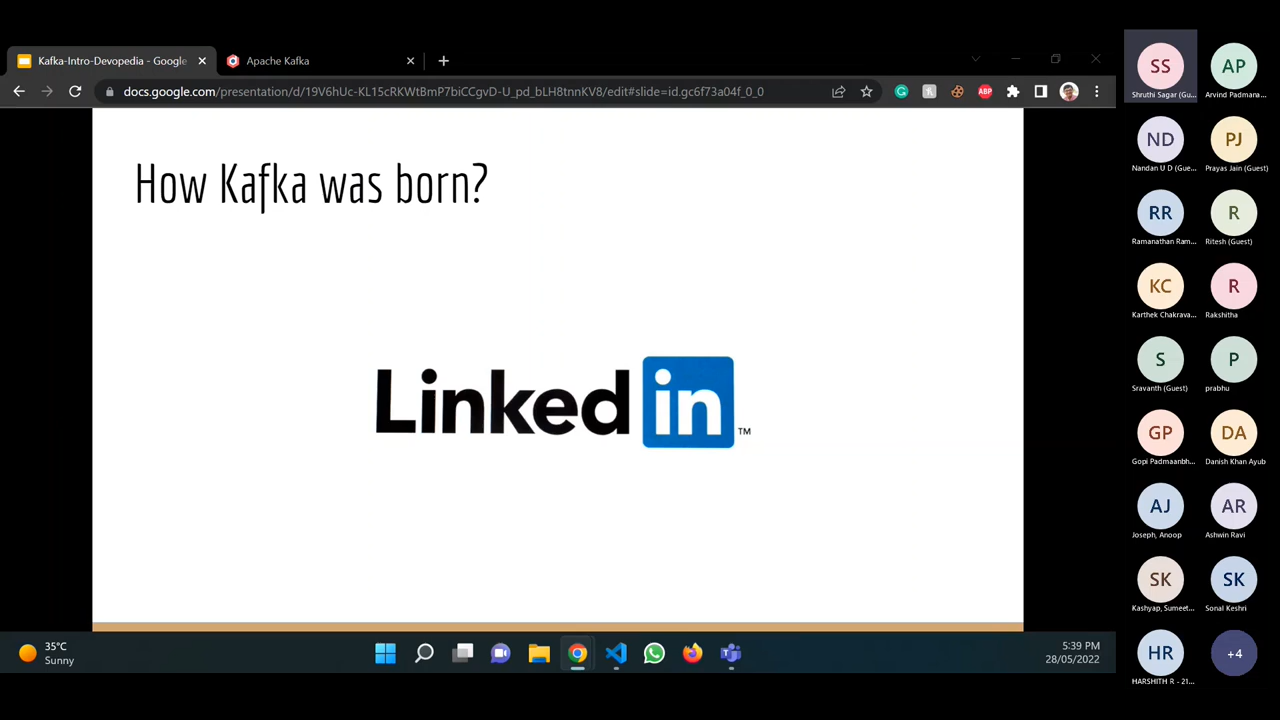 Kafka-Intro-Devopedia - Google
Apache Kafka
docs.google.com/presentation/d/19V6hUc-KL15cRKWtBmP7biCCgvD-U_pd_bLH8tnnKV8/edit#slide=id.gc6f73a04f_0_0
ABP
How Kafka was born?
Linked in ™
35°C
Sunny
5:39 PM
28/05/2022
SS
AP
Shruthi Sagar (Gu...
Arvind Padmana...
ND
PJ
Nandan U D (Gue...
Prayas Jain (Guest)
RR
R
Ramanathan Ram...
Ritesh (Guest)
KC
R
Karthek Chakrava...
Rakshitha
S
P
Sravanth (Guest)
prabhu
GP
DA
Gopi Padmaanbh...
Danish Khan Ayub
AJ
AR
Joseph, Anoop
Ashwin Ravi
SK
SK
Kashyap, Sumeet...
Sonal Keshri
HR
+4
HARSHITH R - 21...